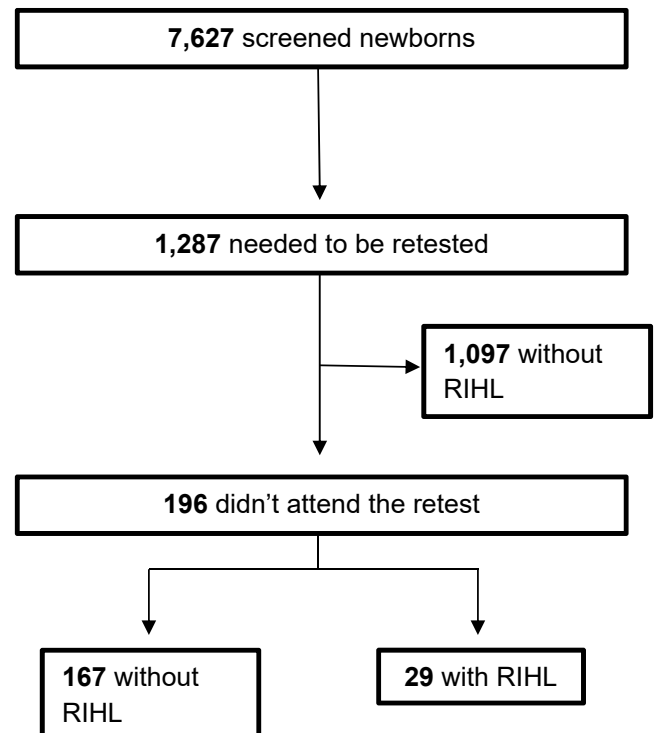 7,627 screened newborns
1,287 needed to be retested
1,097 without
RIHL
196 didn’t attend the retest
167 without
RIHL
29 with RIHL